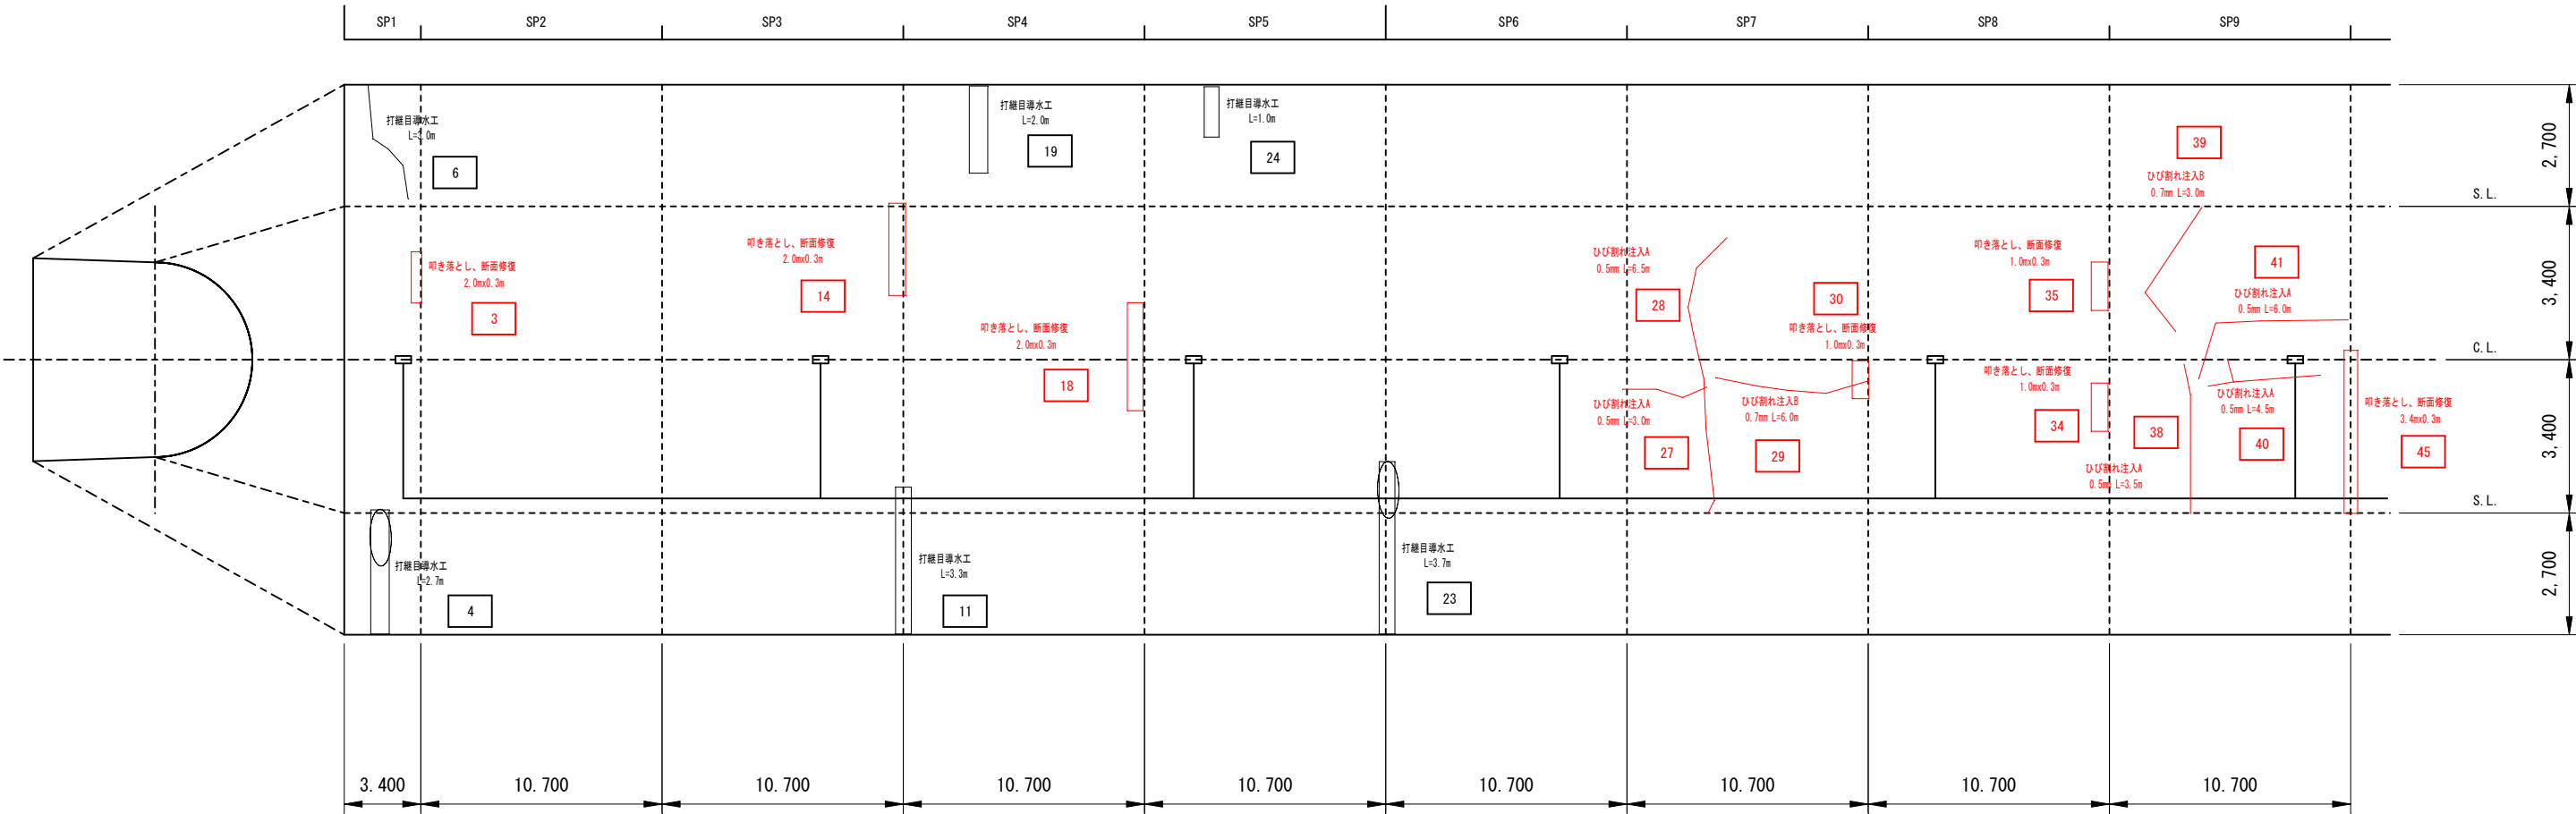 SP1
SP2
SP3
SP4
SP5
SP6
SP7
SP8
SP9
打継目導水工
L=3.0m
6
打継目導水工
L=2.0m
19
打継目導水工
L=1.0m
24
39
ひび割れ注入B
0.7mm L=3.0m
2,700
S.L.
叩き落とし、断面修復
2.0mx0.3m
3
叩き落とし、断面修復
2.0mx0.3m
14
叩き落とし、断面修復
2.0mx0.3m
18
ひび割れ注入A
0.5mm L=6.5m
28
30
叩き落とし、断面修復
1.0mx0.3m
叩き落とし、断面修復
1.0mx0.3m
35
41
ひび割れ注入A
0.5mm L=6.0m
3,400
C.L.
ひび割れ注入A
0.5mm L=3.0m
27
ひび割れ注入B
0.7mm L=6.0m
29
叩き落とし、断面修復
1.0mx0.3m
34
38
ひび割れ注入A
0.5mm L=3.5m
ひび割れ注入A
0.5mm L=4.5m
40
叩き落とし、断面修復
3.4mx0.3m
45
3,400
S.L.
打継目導水工
L=2.7m
4
打継目導水工
L=3.3m
11
打継目導水工
L=3.7m
23
2,700
3.400
10.700
10.700
10.700
10.700
10.700
10.700
10.700
10.700